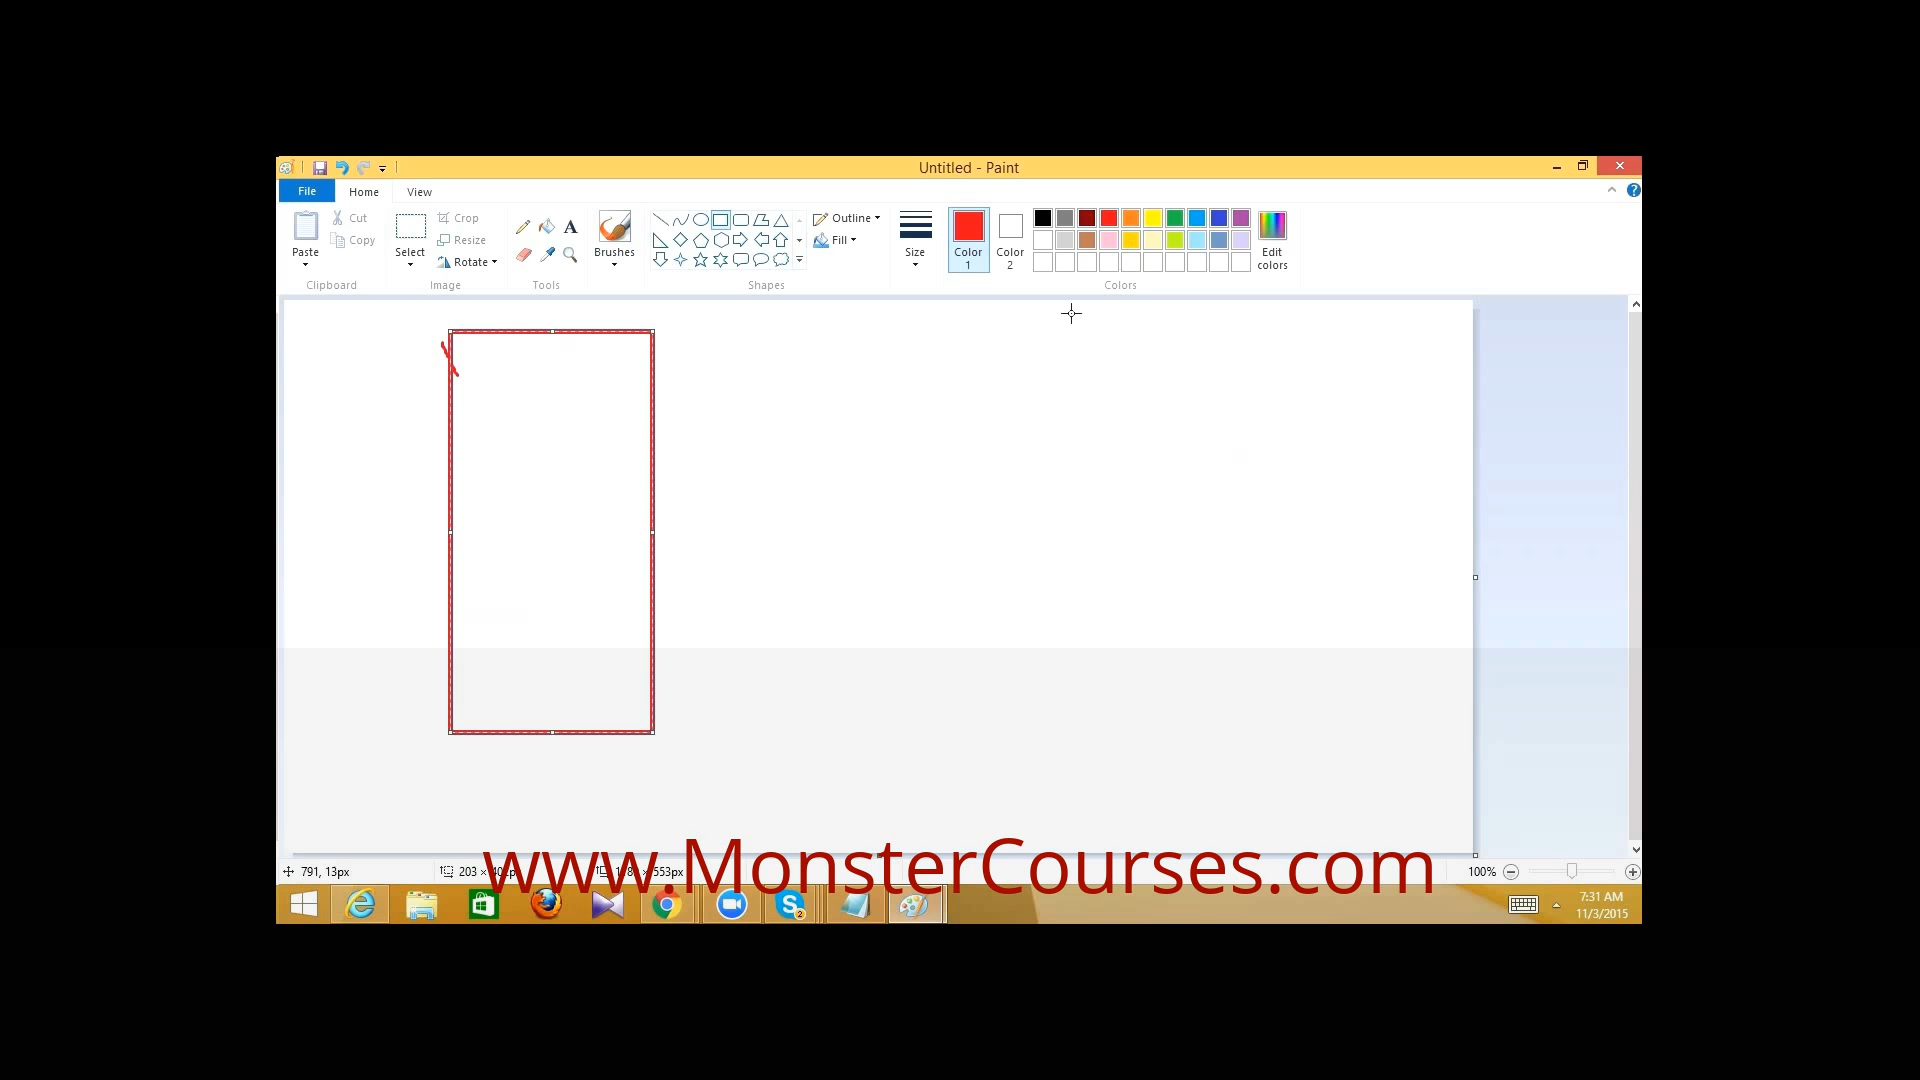 Untitled - Paint
File Home View
Paste Cut Copy Select Crop Resize Rotate Brushes Outline Fill Size Color 1 Color 2 Edit colors
Clipboard Image Tools Shapes Colors
791, 13px 203 × 553px 100%
www.MonsterCourses.com
7:31 AM
11/3/2015